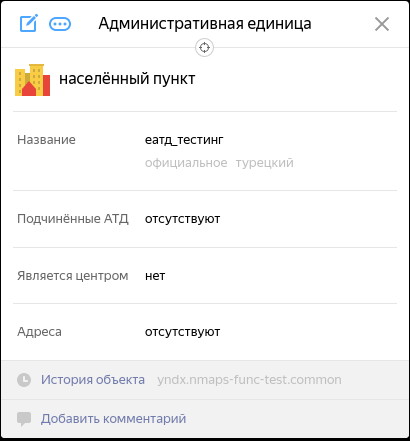 Административная единица
населённый пункт
Название еатд_тестинг
официальное турецкий
Подчинённые АТД отсутствуют
Является центром нет
Адреса отсутствуют
История объекта yndx.nmaps-func-test.common
Добавить комментарий